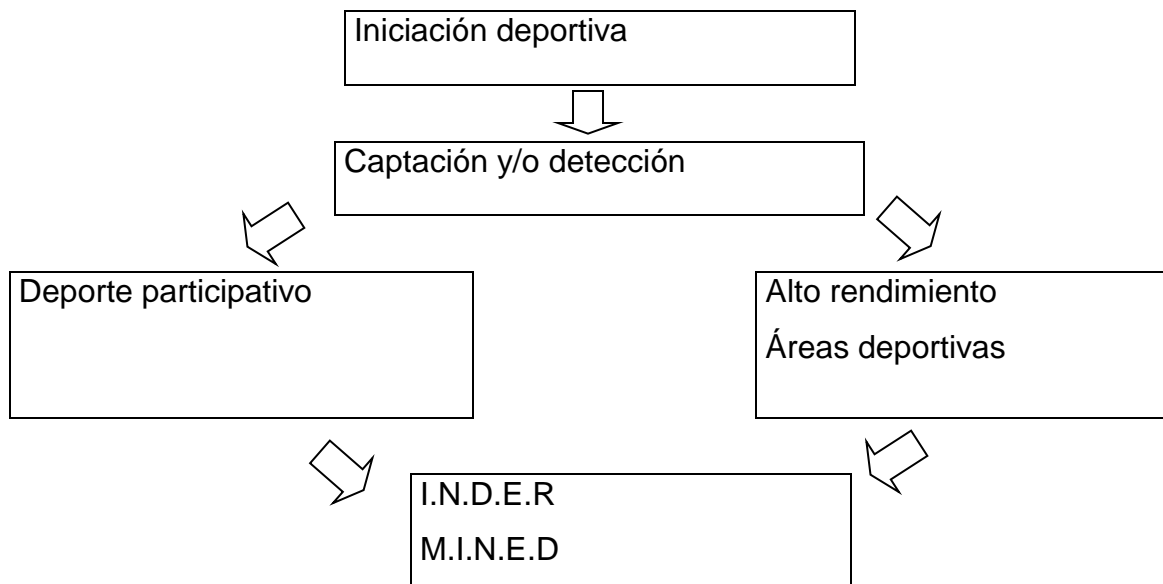 Iniciación deportiva
Captación y/o detección
Deporte participativo
Alto rendimiento
Áreas deportivas
I.N.D.E.R
M.I.N.E.D